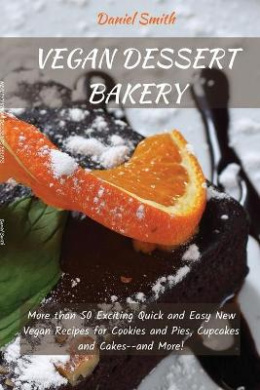 Daniel Smith
VEGAN DESSERT
BAKERY
More than 50 Exciting Quick and Easy New
Vegan Recipes for Cookies and Pies, Cupcakes
and Cakes--and More!